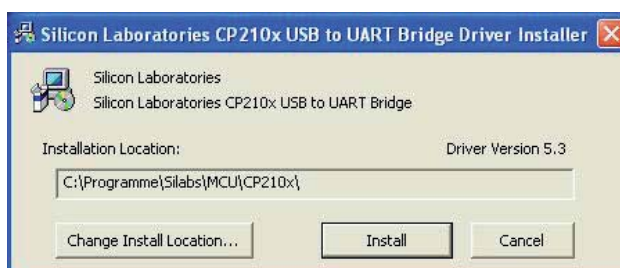 Silicon Laboratories CP210x USB to UART Bridge Driver Installer
Silicon Laboratories
Silicon Laboratories CP210x USB to UART Bridge
Installation Location:
Driver Version 5.3
C:\Programme\Silabs\MCU\CP210x\
Change Install Location...
Install
Cancel